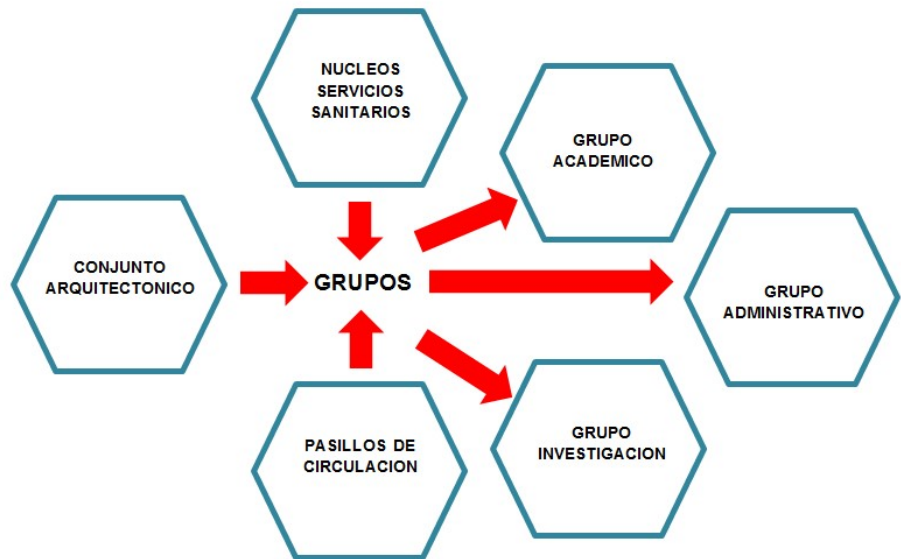 NUCLEOS
SERVICIOS
SANITARIOS
GRUPO
ACADEMICO
CONJUNTO
ARQUITECTONICO
GRUPOS
GRUPO
ADMINISTRATIVO
PASILLOS DE
CIRCULACION
GRUPO
INVESTIGACION